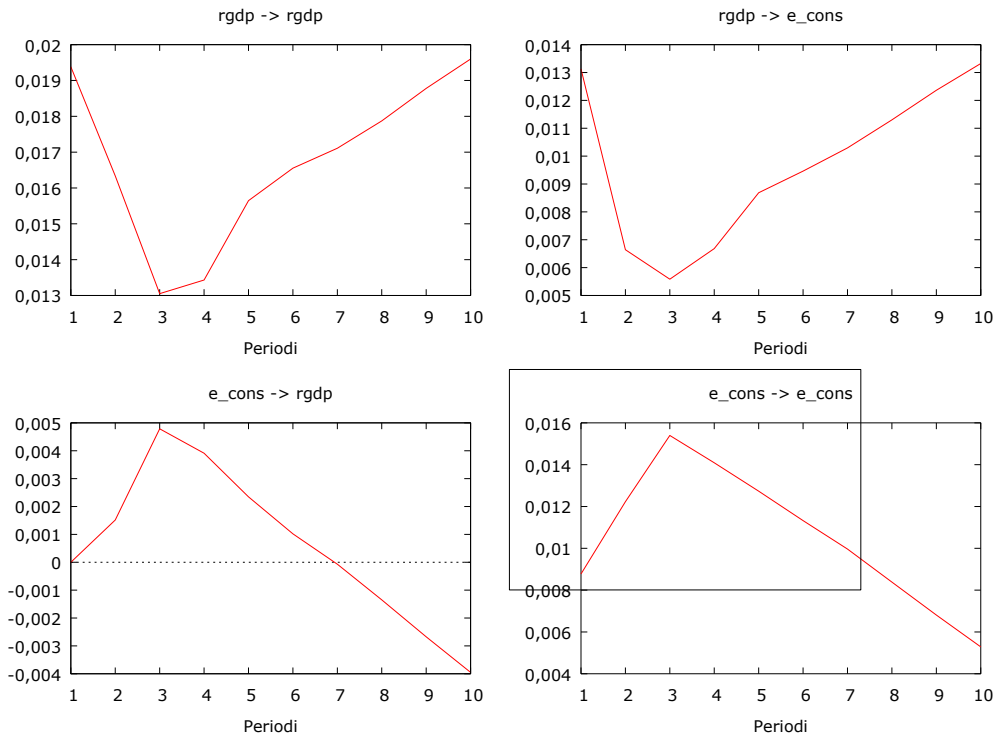 rgdp -> rgdp
0,02
0,019
0,018
0,017
0,016
0,015
0,014
0,013
1 2 3 4 5 6 7 8 9 10
Periodi
rgdp -> e_cons
0,014
0,013
0,012
0,011
0,01
0,009
0,008
0,007
0,006
0,005
1 2 3 4 5 6 7 8 9 10
Periodi
e_cons -> rgdp
0,005
0,004
0,003
0,002
0,001
0
-0,001
-0,002
-0,003
-0,004
1 2 3 4 5 6 7 8 9 10
Periodi
e_cons -> e_cons
0,016
0,014
0,012
0,01
0,008
0,006
0,004
1 2 3 4 5 6 7 8 9 10
Periodi